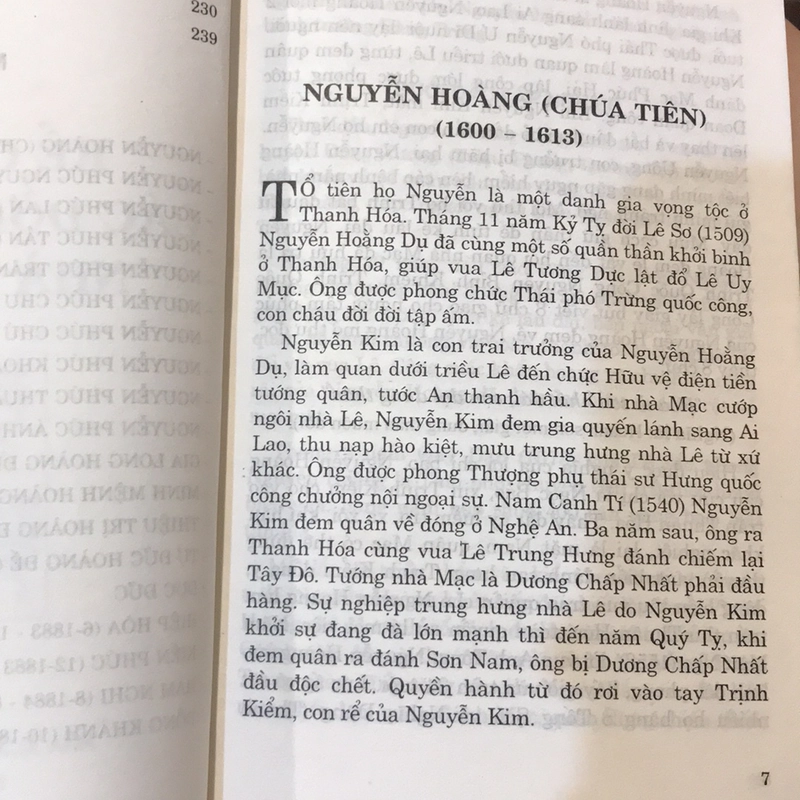 230
239
NGUYỄN HOÀNG (CHÚA TIÊN)
(1600 – 1613)
TỔ tiên họ Nguyễn là một danh gia vọng tộc ở
Thanh Hóa. Tháng 11 năm Kỷ Tỵ đời Lê Sơ (1509)
Nguyễn Hoằng Dụ đã cùng một số quần thần khởi binh
ở Thanh Hóa, giúp vua Lê Tương Dực lật đổ Lê Uy
Mục. Ông được phong chức Thái phó Trừng quốc công,
con cháu đời đời tập ấm.
Nguyễn Kim là con trai trưởng của Nguyễn Hoằng
Dụ, làm quan dưới triều Lê đến chức Hữu vệ điện tiền
tướng quân, tước An thanh hầu. Khi nhà Mạc cướp
ngôi nhà Lê, Nguyễn Kim đem gia quyến lánh sang Ai
Lao, thu nạp hào kiệt, mưu trung hưng nhà Lê từ xứ
khác. Ông được phong Thượng phụ thái sư Hưng quốc
công chưởng nội ngoại sự. Nam Canh Tí (1540) Nguyễn
Kim đem quân về đóng ở Nghệ An. Ba năm sau, ông ra
Thanh Hóa cùng vua Lê Trung Hưng đánh chiếm lại
Tây Đô. Tướng nhà Mạc là Dương Chấp Nhất phải đầu
hàng. Sự nghiệp trung hưng nhà Lê do Nguyễn Kim
khởi sự đang đà lớn mạnh thì đến năm Quý Tỵ, khi
đem quân ra đánh Sơn Nam, ông bị Dương Chấp Nhất
đầu độc chết. Quyền hành từ đó rơi vào tay Trịnh
Kiểm, con rể của Nguyễn Kim.
7